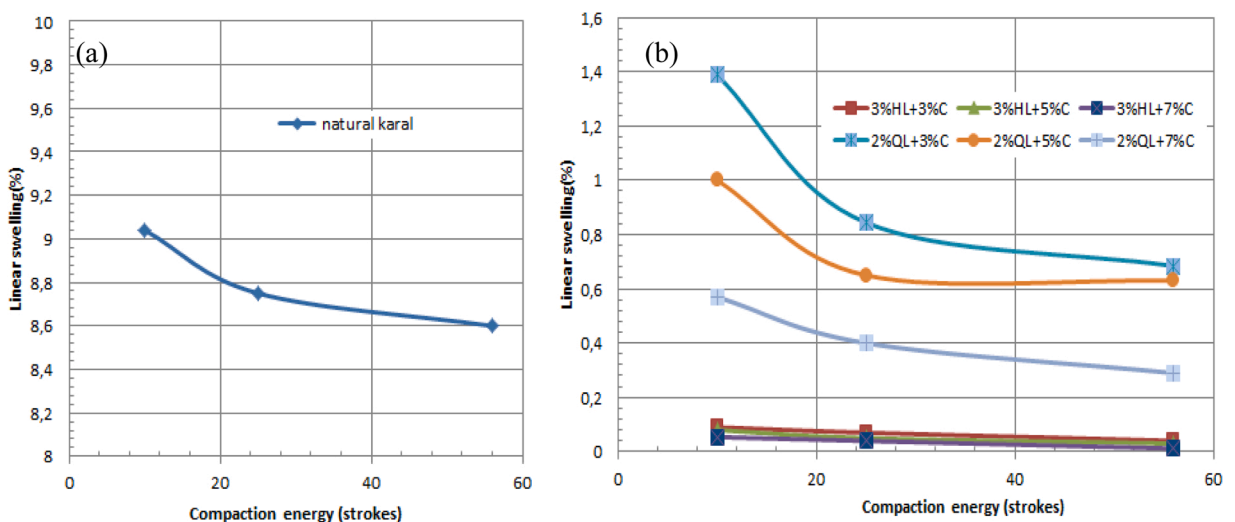 (a)
10
9,8
9,6
9,4
9,2
9
8,8
8,6
8,4
8,2
8
0 20 40 60
Linear swelling(%)
Compaction energy (strokes)
natural karal
(b)
1,6
1,4
1,2
1
0,8
0,6
0,4
0,2
0
0 20 40 60
Linear swelling(%)
Compaction energy (strokes)
3%HL+3%C 3%HL+5%C 3%HL+7%C
2%QL+3%C 2%QL+5%C 2%QL+7%C